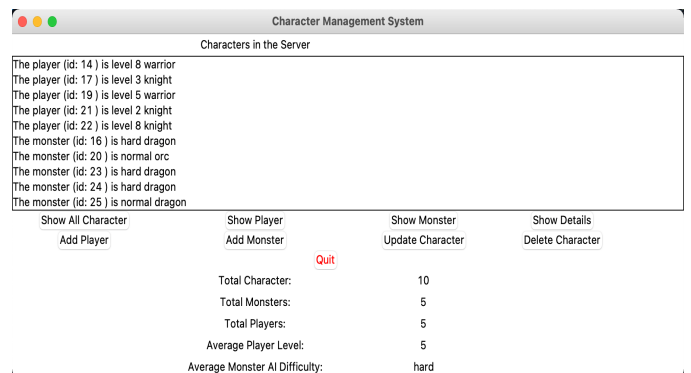 Character Management System
Characters in the Server
The player (id: 14 ) is level 8 warrior
The player (id: 17 ) is level 3 knight
The player (id: 19 ) is level 5 warrior
The player (id: 21 ) is level 2 knight
The player (id: 22 ) is level 8 knight
The monster (id: 16 ) is hard dragon
The monster (id: 20 ) is normal orc
The monster (id: 23 ) is hard dragon
The monster (id: 24 ) is hard dragon
The monster (id: 25 ) is normal dragon
Show All Character Show Player Show Monster Show Details
Add Player Add Monster Update Character Delete Character
Quit
Total Character: 10
Total Monsters: 5
Total Players: 5
Average Player Level: 5
Average Monster AI Difficulty: hard